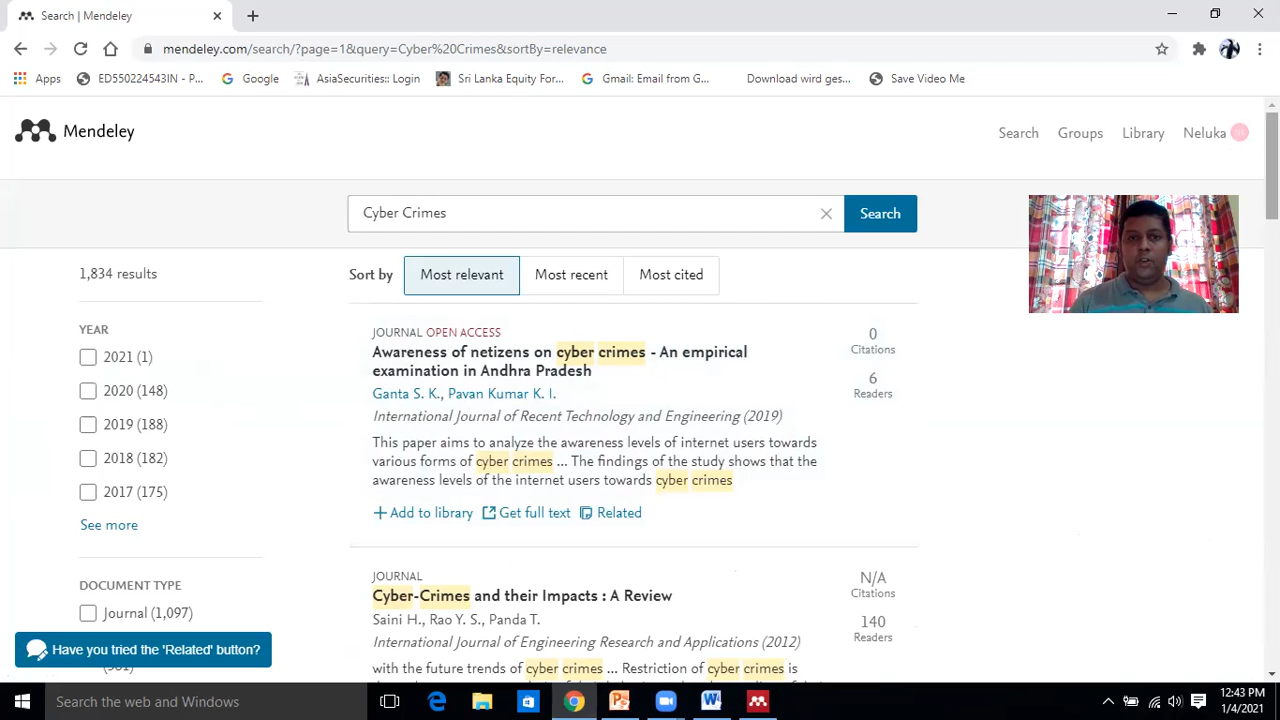 Search | Mendeley
mendeley.com/search/?page=1&query=Cyber%20Crimes&sortBy=relevance
Apps ED550224543IN - P... Google AsiaSecurities:: Login Sri Lanka Equity For... Gmail: Email from G... Download wird ges... Save Video Me
Mendeley
Search Groups Library Neluka
Cyber Crimes
Search
1,834 results
Sort by Most relevant Most recent Most cited
YEAR
2021 (1)
2020 (148)
2019 (188)
2018 (182)
2017 (175)
See more
DOCUMENT TYPE
Journal (1,097)
Have you tried the 'Related' button?
JOURNAL OPEN ACCESS
Awareness of netizens on cyber crimes - An empirical
examination in Andhra Pradesh
Ganta S. K., Pavan Kumar K. I.
International Journal of Recent Technology and Engineering (2019)
This paper aims to analyze the awareness levels of internet users towards
various forms of cyber crimes ... The findings of the study shows that the
awareness levels of the internet users towards cyber crimes
Add to library Get full text Related
0
Citations
6
Readers
JOURNAL
Cyber-Crimes and their Impacts : A Review
Saini H., Rao Y. S., Panda T.
International Journal of Engineering Research and Applications (2012)
with the future trends of cyber crimes ... Restriction of cyber crimes is
N/A
Citations
140
Readers
Search the web and Windows
12:43 PM
1/4/2021